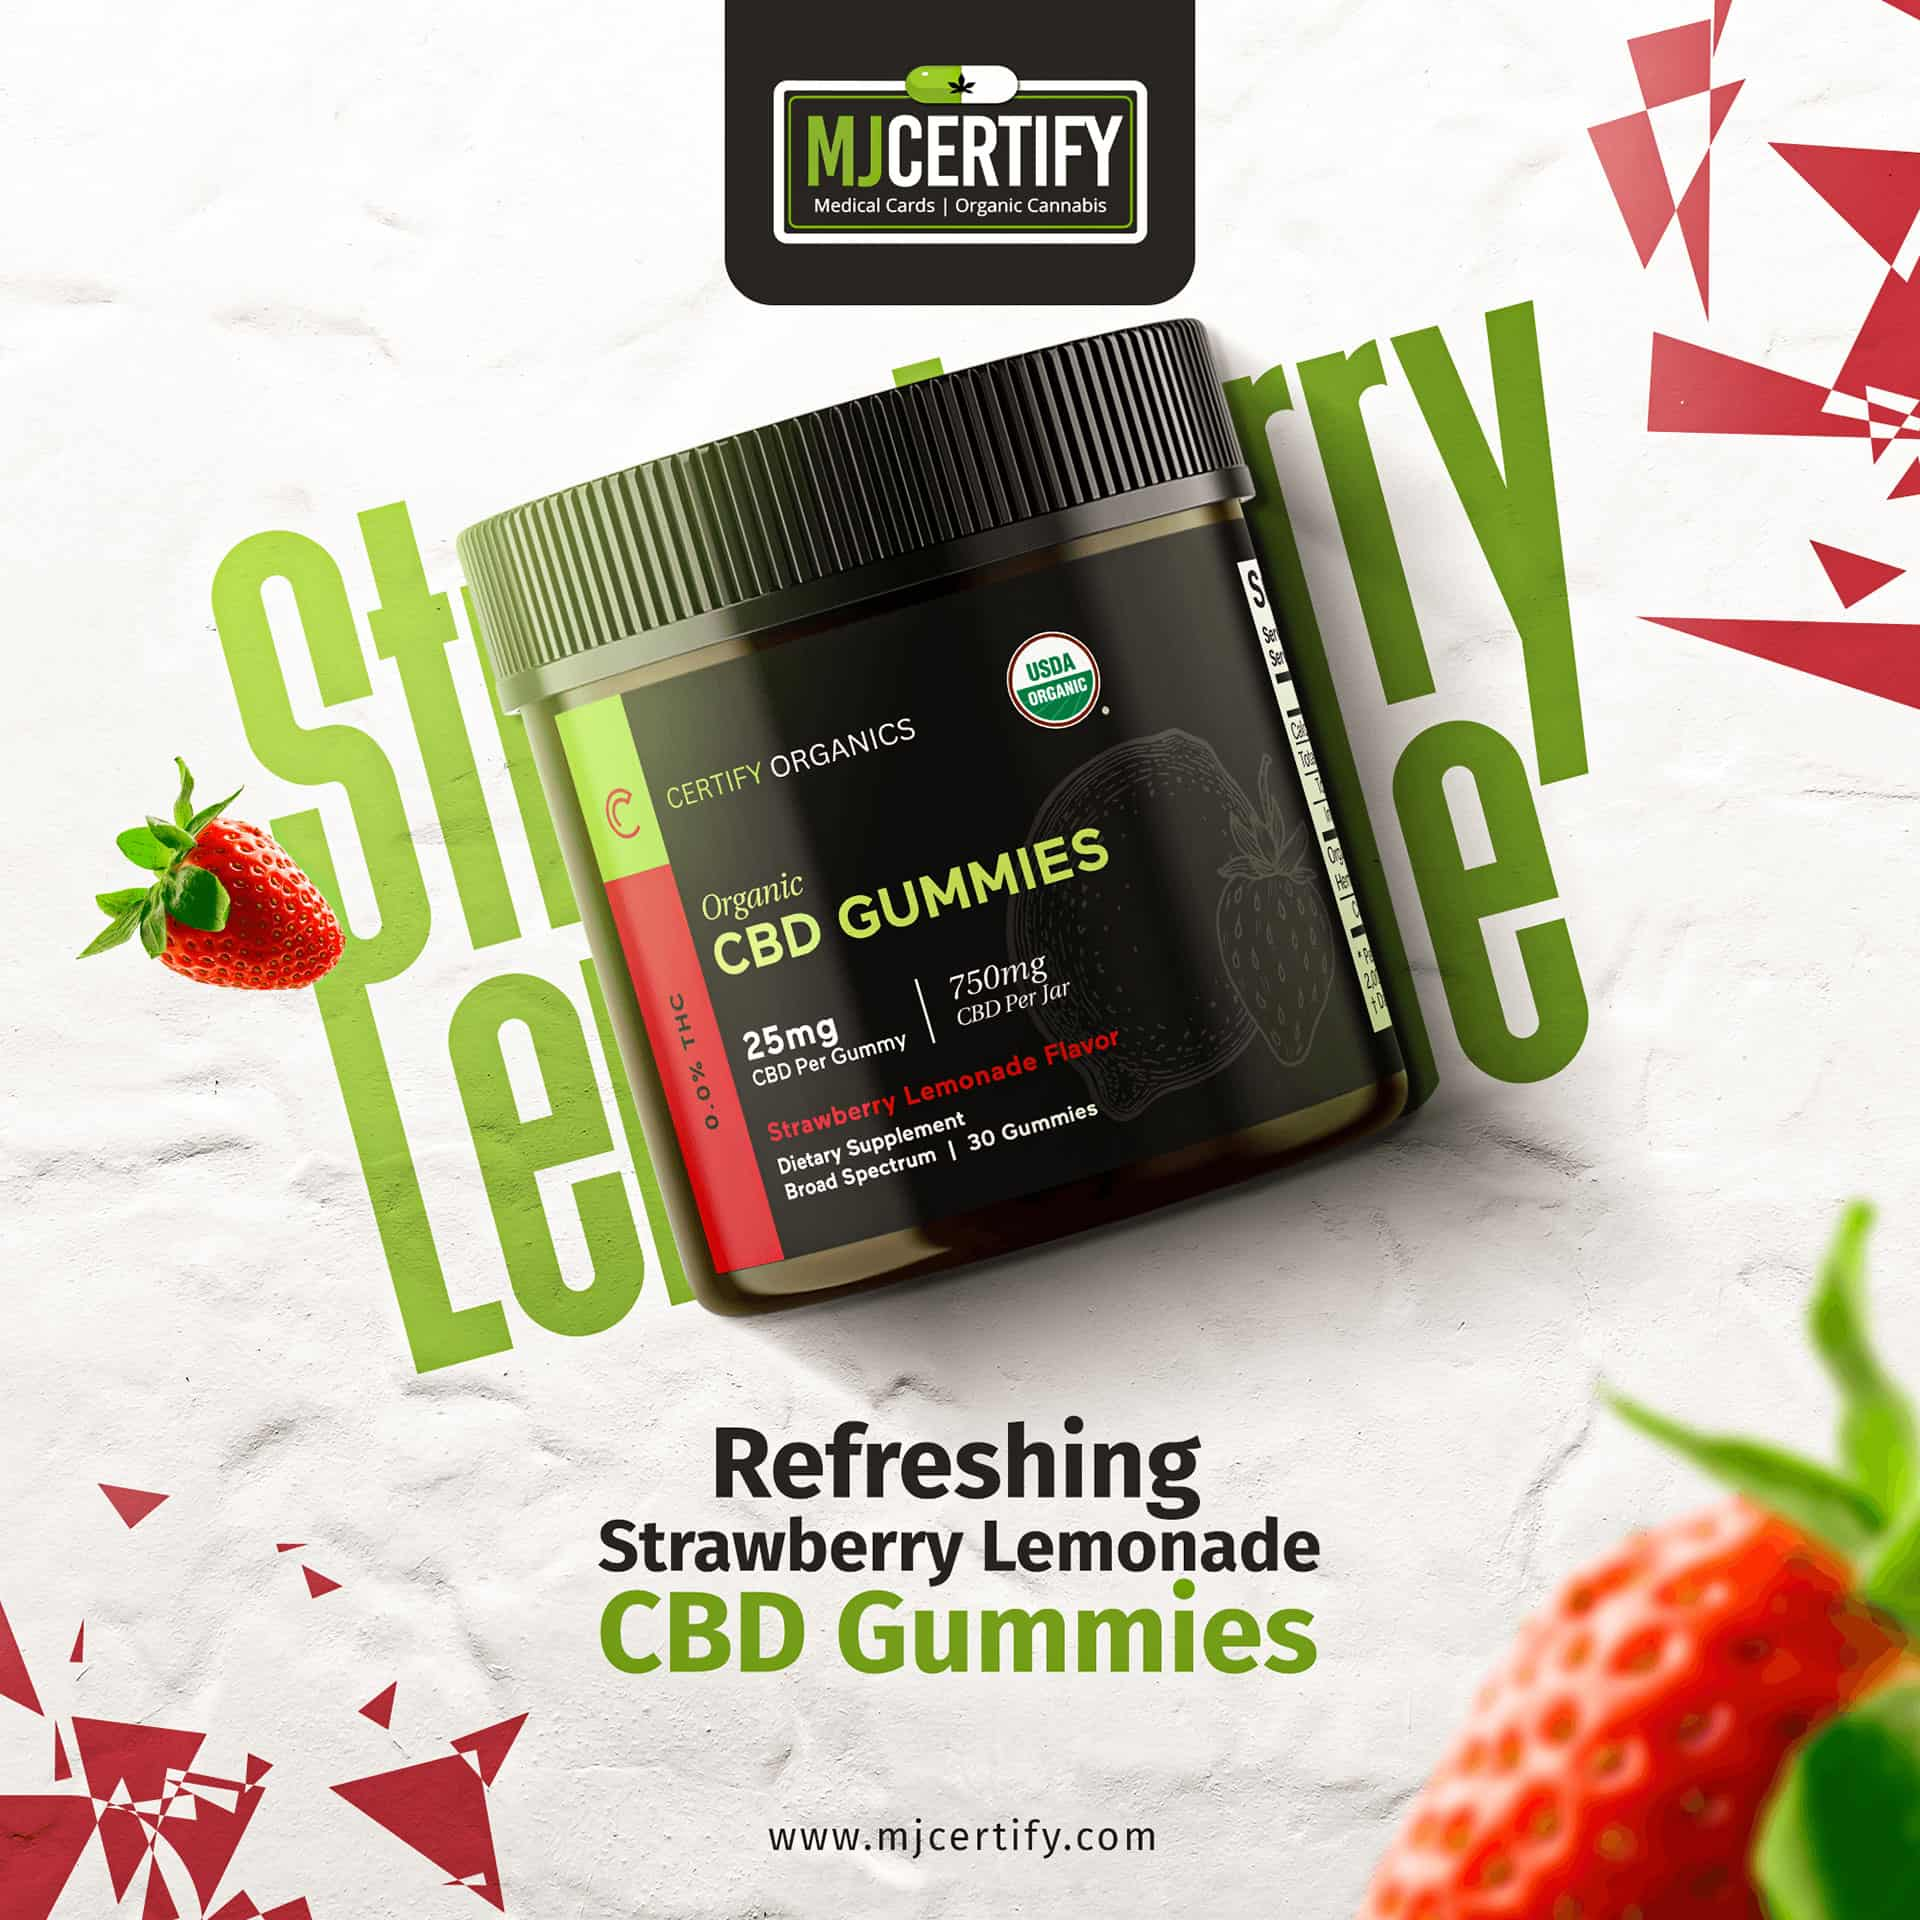 MJCERTIFY
Medical Cards | Organic Cannabis
USDA
ORGANIC
C CERTIFY ORGANICS
Organic
CBD GUMMIES
25mg
CBD Per Gummy
750mg
CBD Per Jar
0.0% THC
Strawberry Lemonade Flavor
Dietary Supplement
Broad Spectrum | 30 Gummies
Refreshing
Strawberry Lemonade
CBD Gummies
www.mjcertify.com